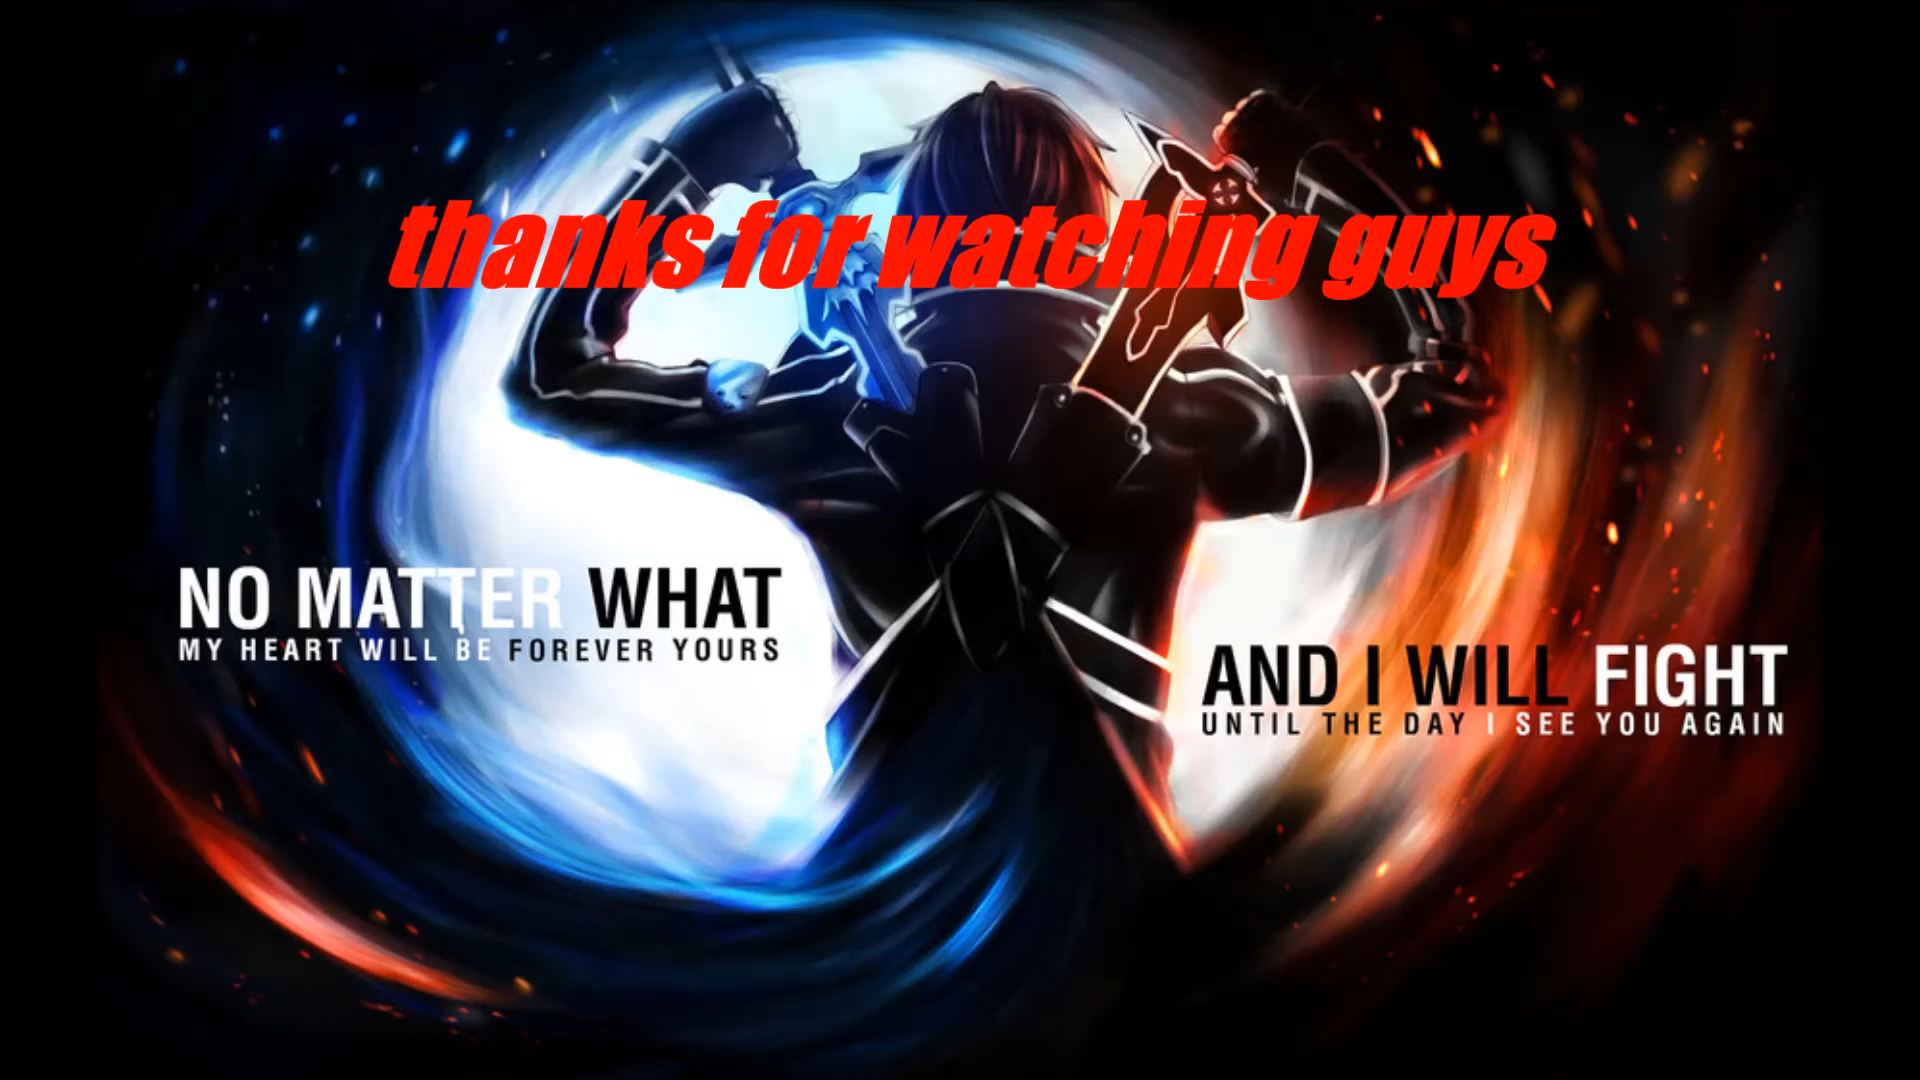 thanks for watching guys
NO MATTER WHAT
MY HEART WILL BE FOREVER YOURS
AND I WILL FIGHT
UNTIL THE DAY I SEE YOU AGAIN